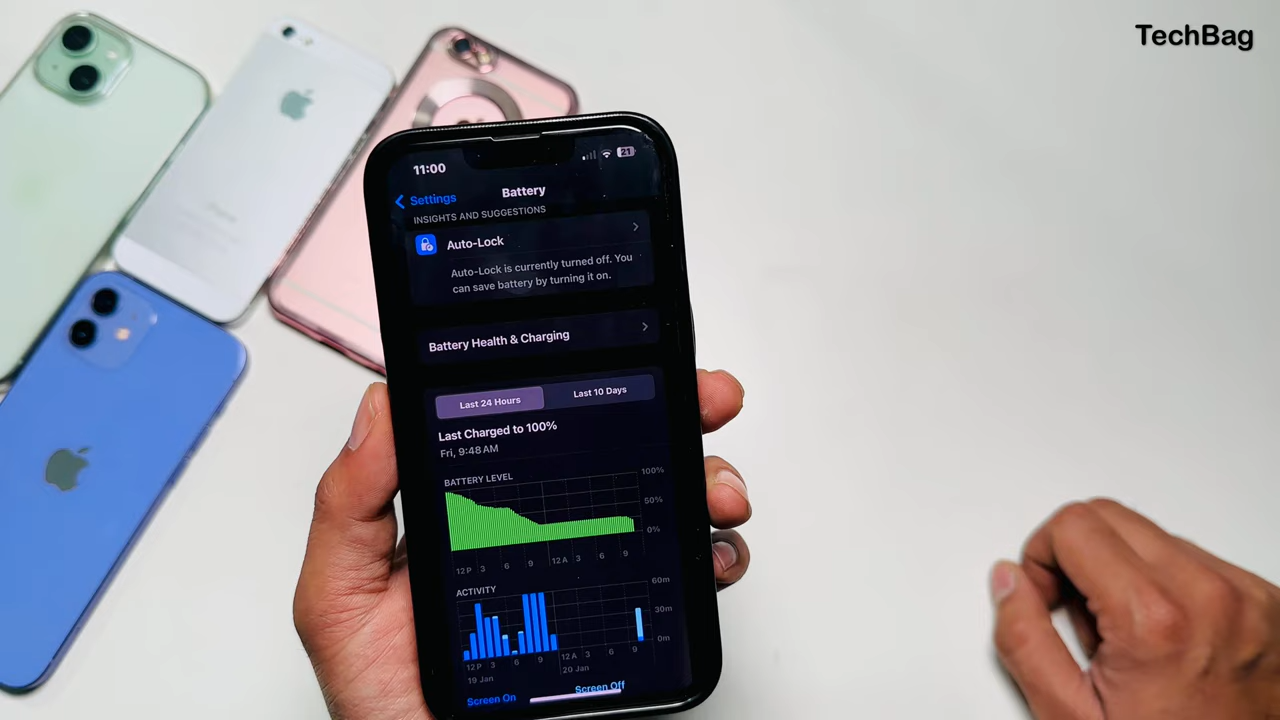 TechBag
11:00
21
Settings
Battery
INSIGHTS AND SUGGESTIONS
Auto-Lock
Auto-Lock is currently turned off. You
can save battery by turning it on.
Battery Health & Charging
Last 24 Hours
Last 10 Days
Last Charged to 100%
Fri, 9:48 AM
BATTERY LEVEL
100%
50%
0%
12P 3 6 9 12A 3 6 9
ACTIVITY
60m
30m
0m
12P 3 6 9 12A 3 6 9
19 Jan 20 Jan
Screen On Screen Off